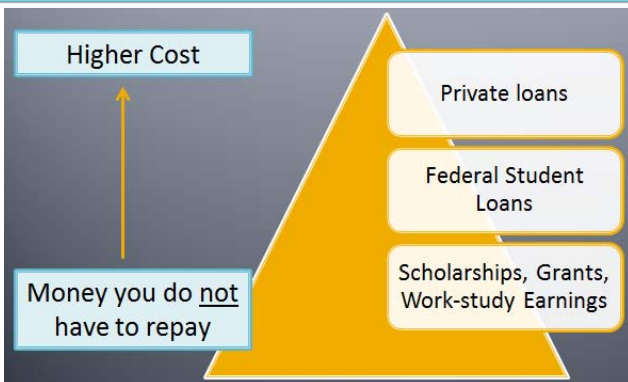 Higher Cost
Money you do not
have to repay
Private loans
Federal Student
Loans
Scholarships, Grants,
Work-study Earnings